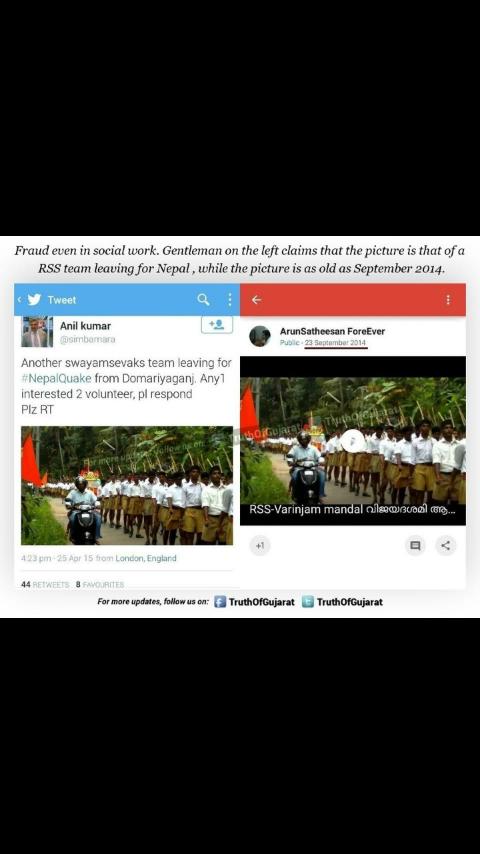 Fraud even in social work. Gentleman on the left claims that the picture is that of a
RSS team leaving for Nepal , while the picture is as old as September 2014.
Tweet
Anil kumar
@simbamara
Another swayamsevaks team leaving for
#NepalQuake from Domariyaganj. Any1
interested 2 volunteer, pl respond
Plz RT
4:23 pm · 25 Apr 15 from London, England
44 RETWEETS 8 FAVOURITES
ArunSatheesan ForeEver
Public · 23 September 2014
TruthOfGujarat
RSS-Varinjam mandal വിജയദശമി ആ...
+1
For more updates, follow us on: f TruthOfGujarat t TruthOfGujarat